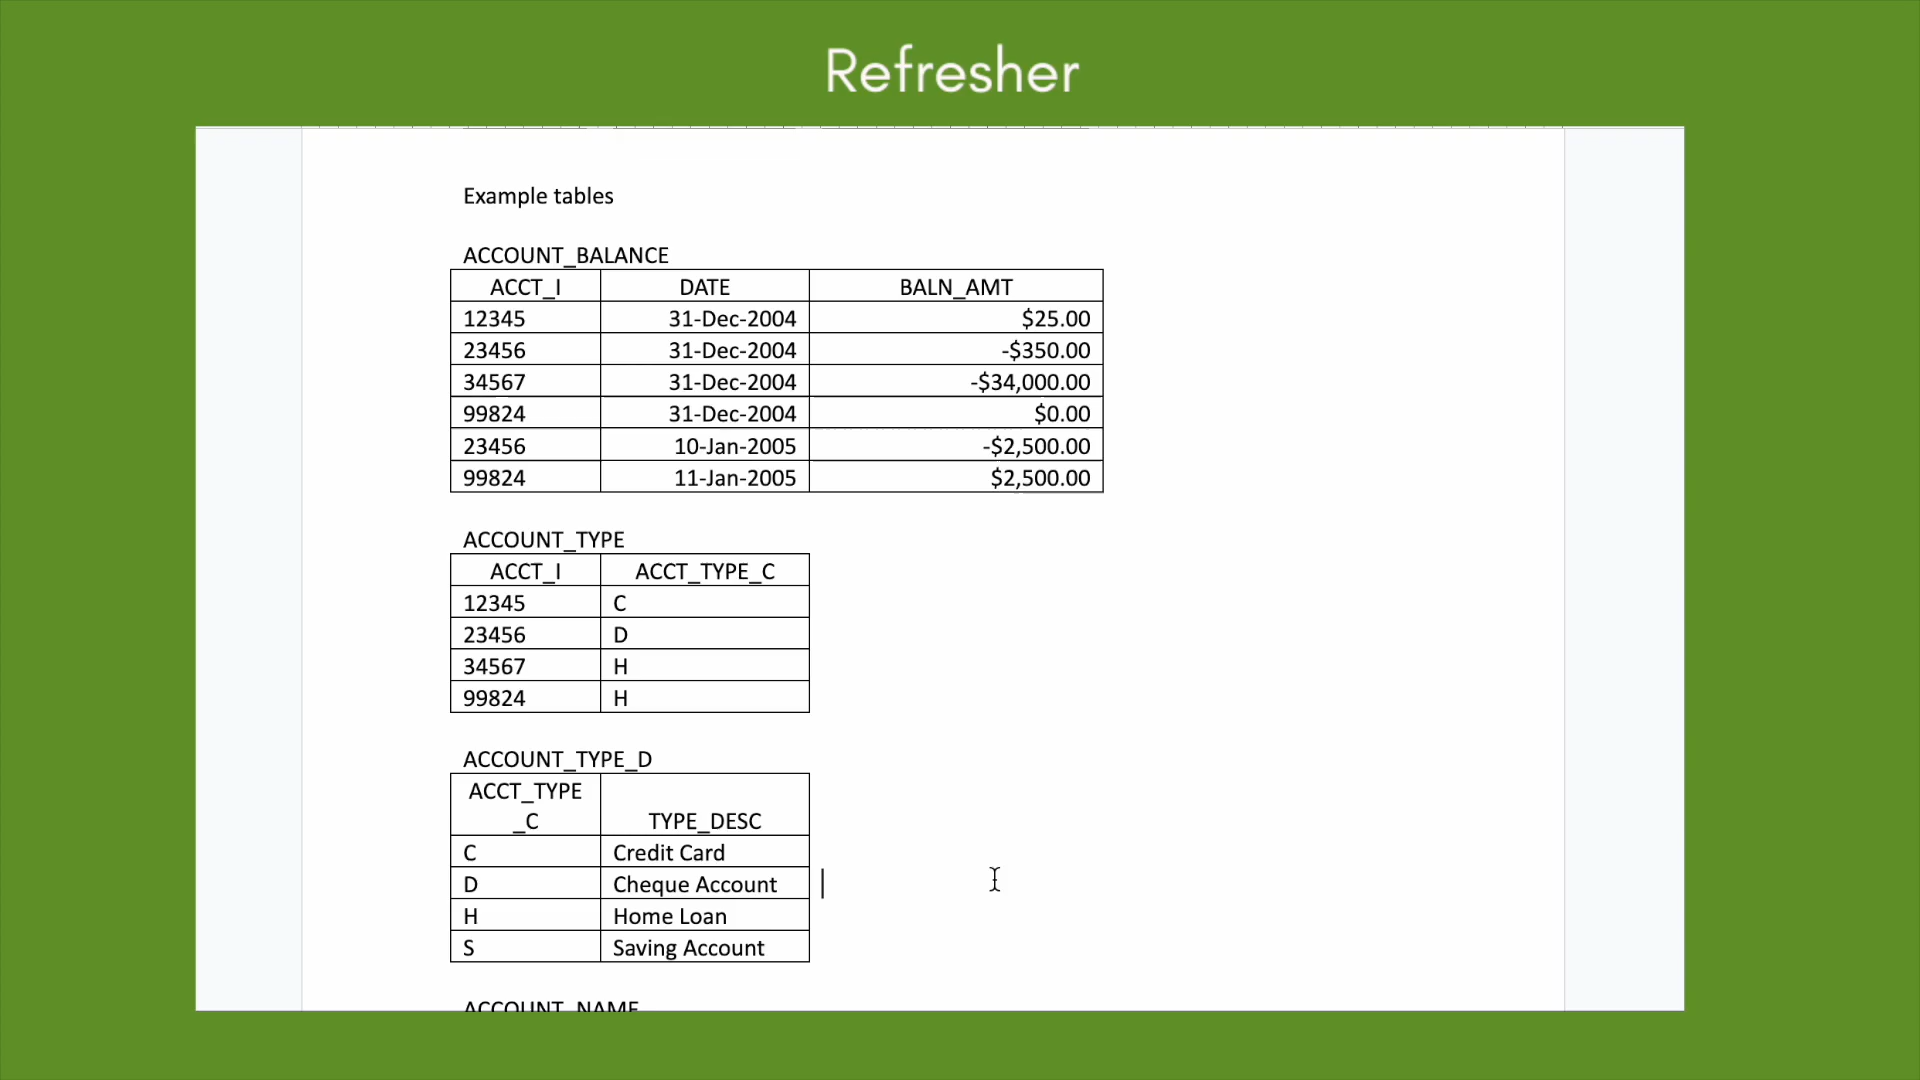 Refresher
Example tables
ACCOUNT_BALANCE
ACCT_I DATE BALN_AMT
12345 31-Dec-2004 $25.00
23456 31-Dec-2004 -$350.00
34567 31-Dec-2004 -$34,000.00
99824 31-Dec-2004 $0.00
23456 10-Jan-2005 -$2,500.00
99824 11-Jan-2005 $2,500.00
ACCOUNT_TYPE
ACCT_I ACCT_TYPE_C
12345 C
23456 D
34567 H
99824 H
ACCOUNT_TYPE_D
ACCT_TYPE
_C TYPE_DESC
C Credit Card
D Cheque Account
H Home Loan
S Saving Account
ACCOUNT_NAME